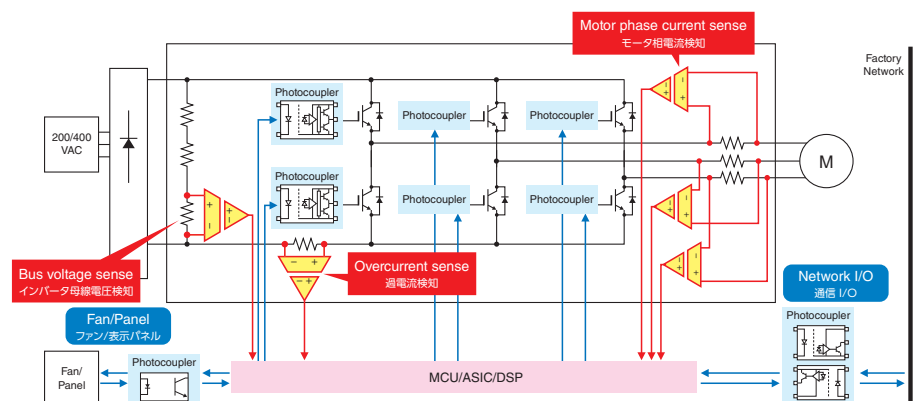 Motor phase current sense
モータ相電流検知
Factory
Network
200/400
VAC
Photocoupler
Photocoupler
Photocoupler
Photocoupler
Photocoupler
Photocoupler
M
Bus voltage sense
インバータ母線電圧検知
Overcurrent sense
過電流検知
Network I/O
通信 I/O
Fan/Panel
ファン/表示パネル
Photocoupler
Photocoupler
Fan/
Panel
MCU/ASIC/DSP